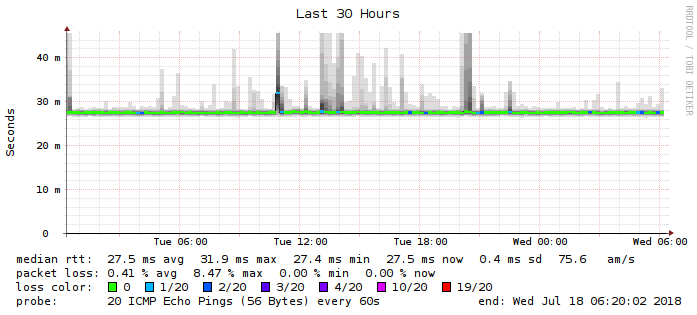 Last 30 Hours
RRDTOOL / TOBI OETIKER
Seconds
40 m
30 m
20 m
10 m
0
Tue 06:00 Tue 12:00 Tue 18:00 Wed 00:00 Wed 06:00
median rtt: 27.5 ms avg 31.9 ms max 27.4 ms min 27.5 ms now 0.4 ms sd 75.6 am/s
packet loss: 0.41 % avg 8.47 % max 0.00 % min 0.00 % now
loss color: 0 1/20 2/20 3/20 4/20 10/20 19/20
probe: 20 ICMP Echo Pings (56 Bytes) every 60s end: Wed Jul 18 06:20:02 2018